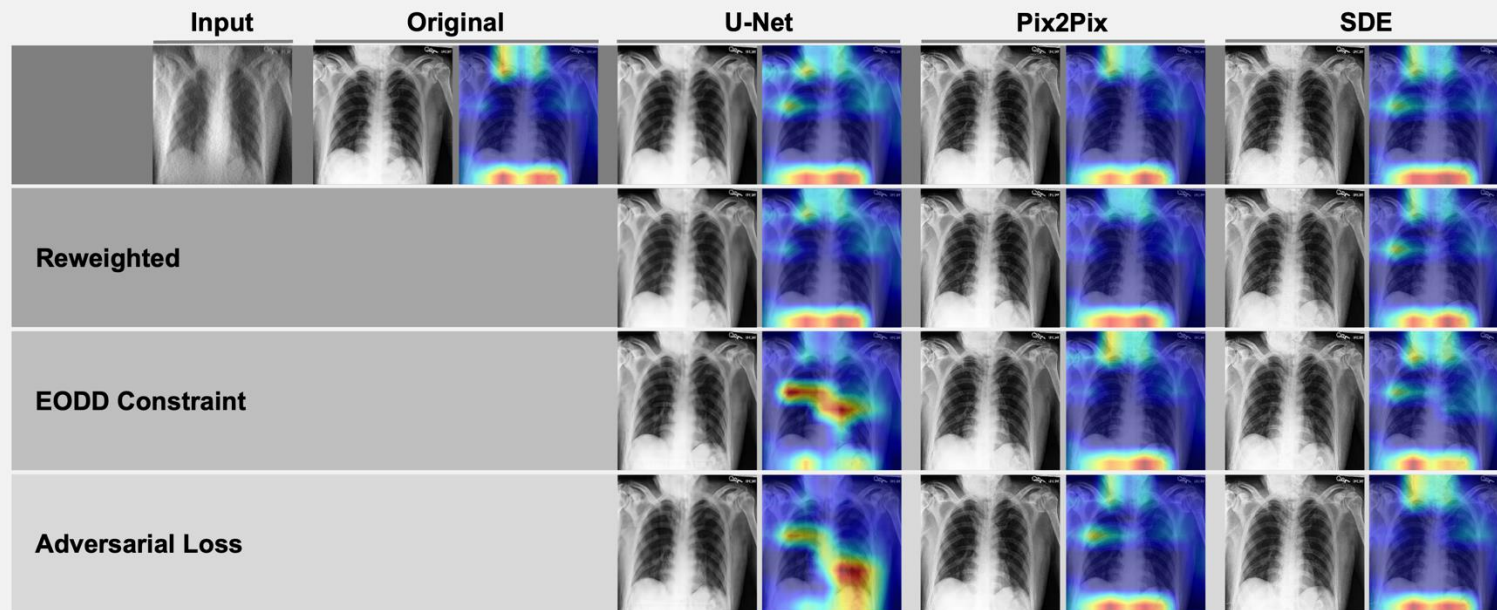 Input Original U-Net Pix2Pix SDE
Reweighted
EODD Constraint
Adversarial Loss